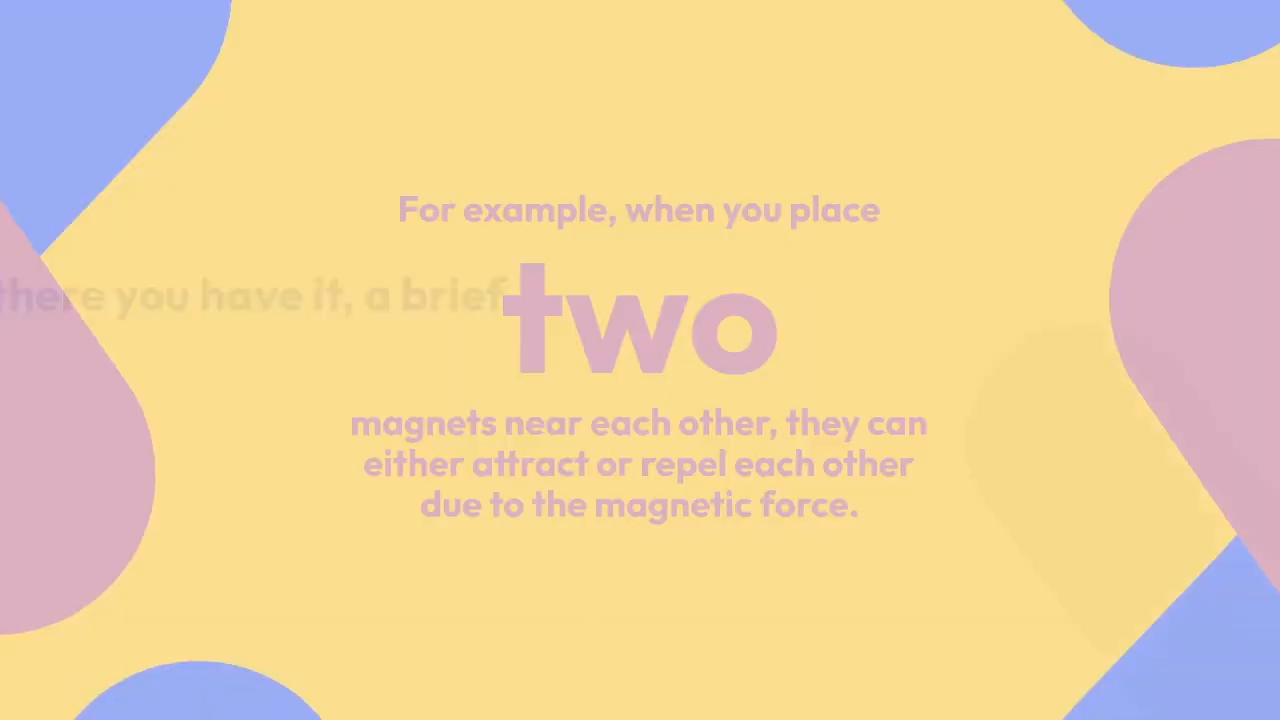 For example, when you place
there you have it, a brief
two
magnets near each other, they can
either attract or repel each other
due to the magnetic force.